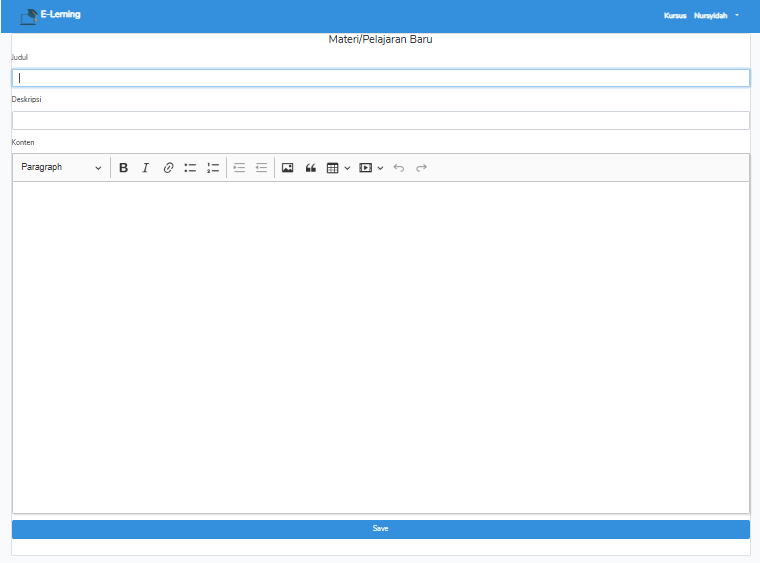 E-Lerning
Kursus Nursyidah
Materi/Pelajaran Baru
Judul
Deskripsi
Konten
Paragraph B I
Save